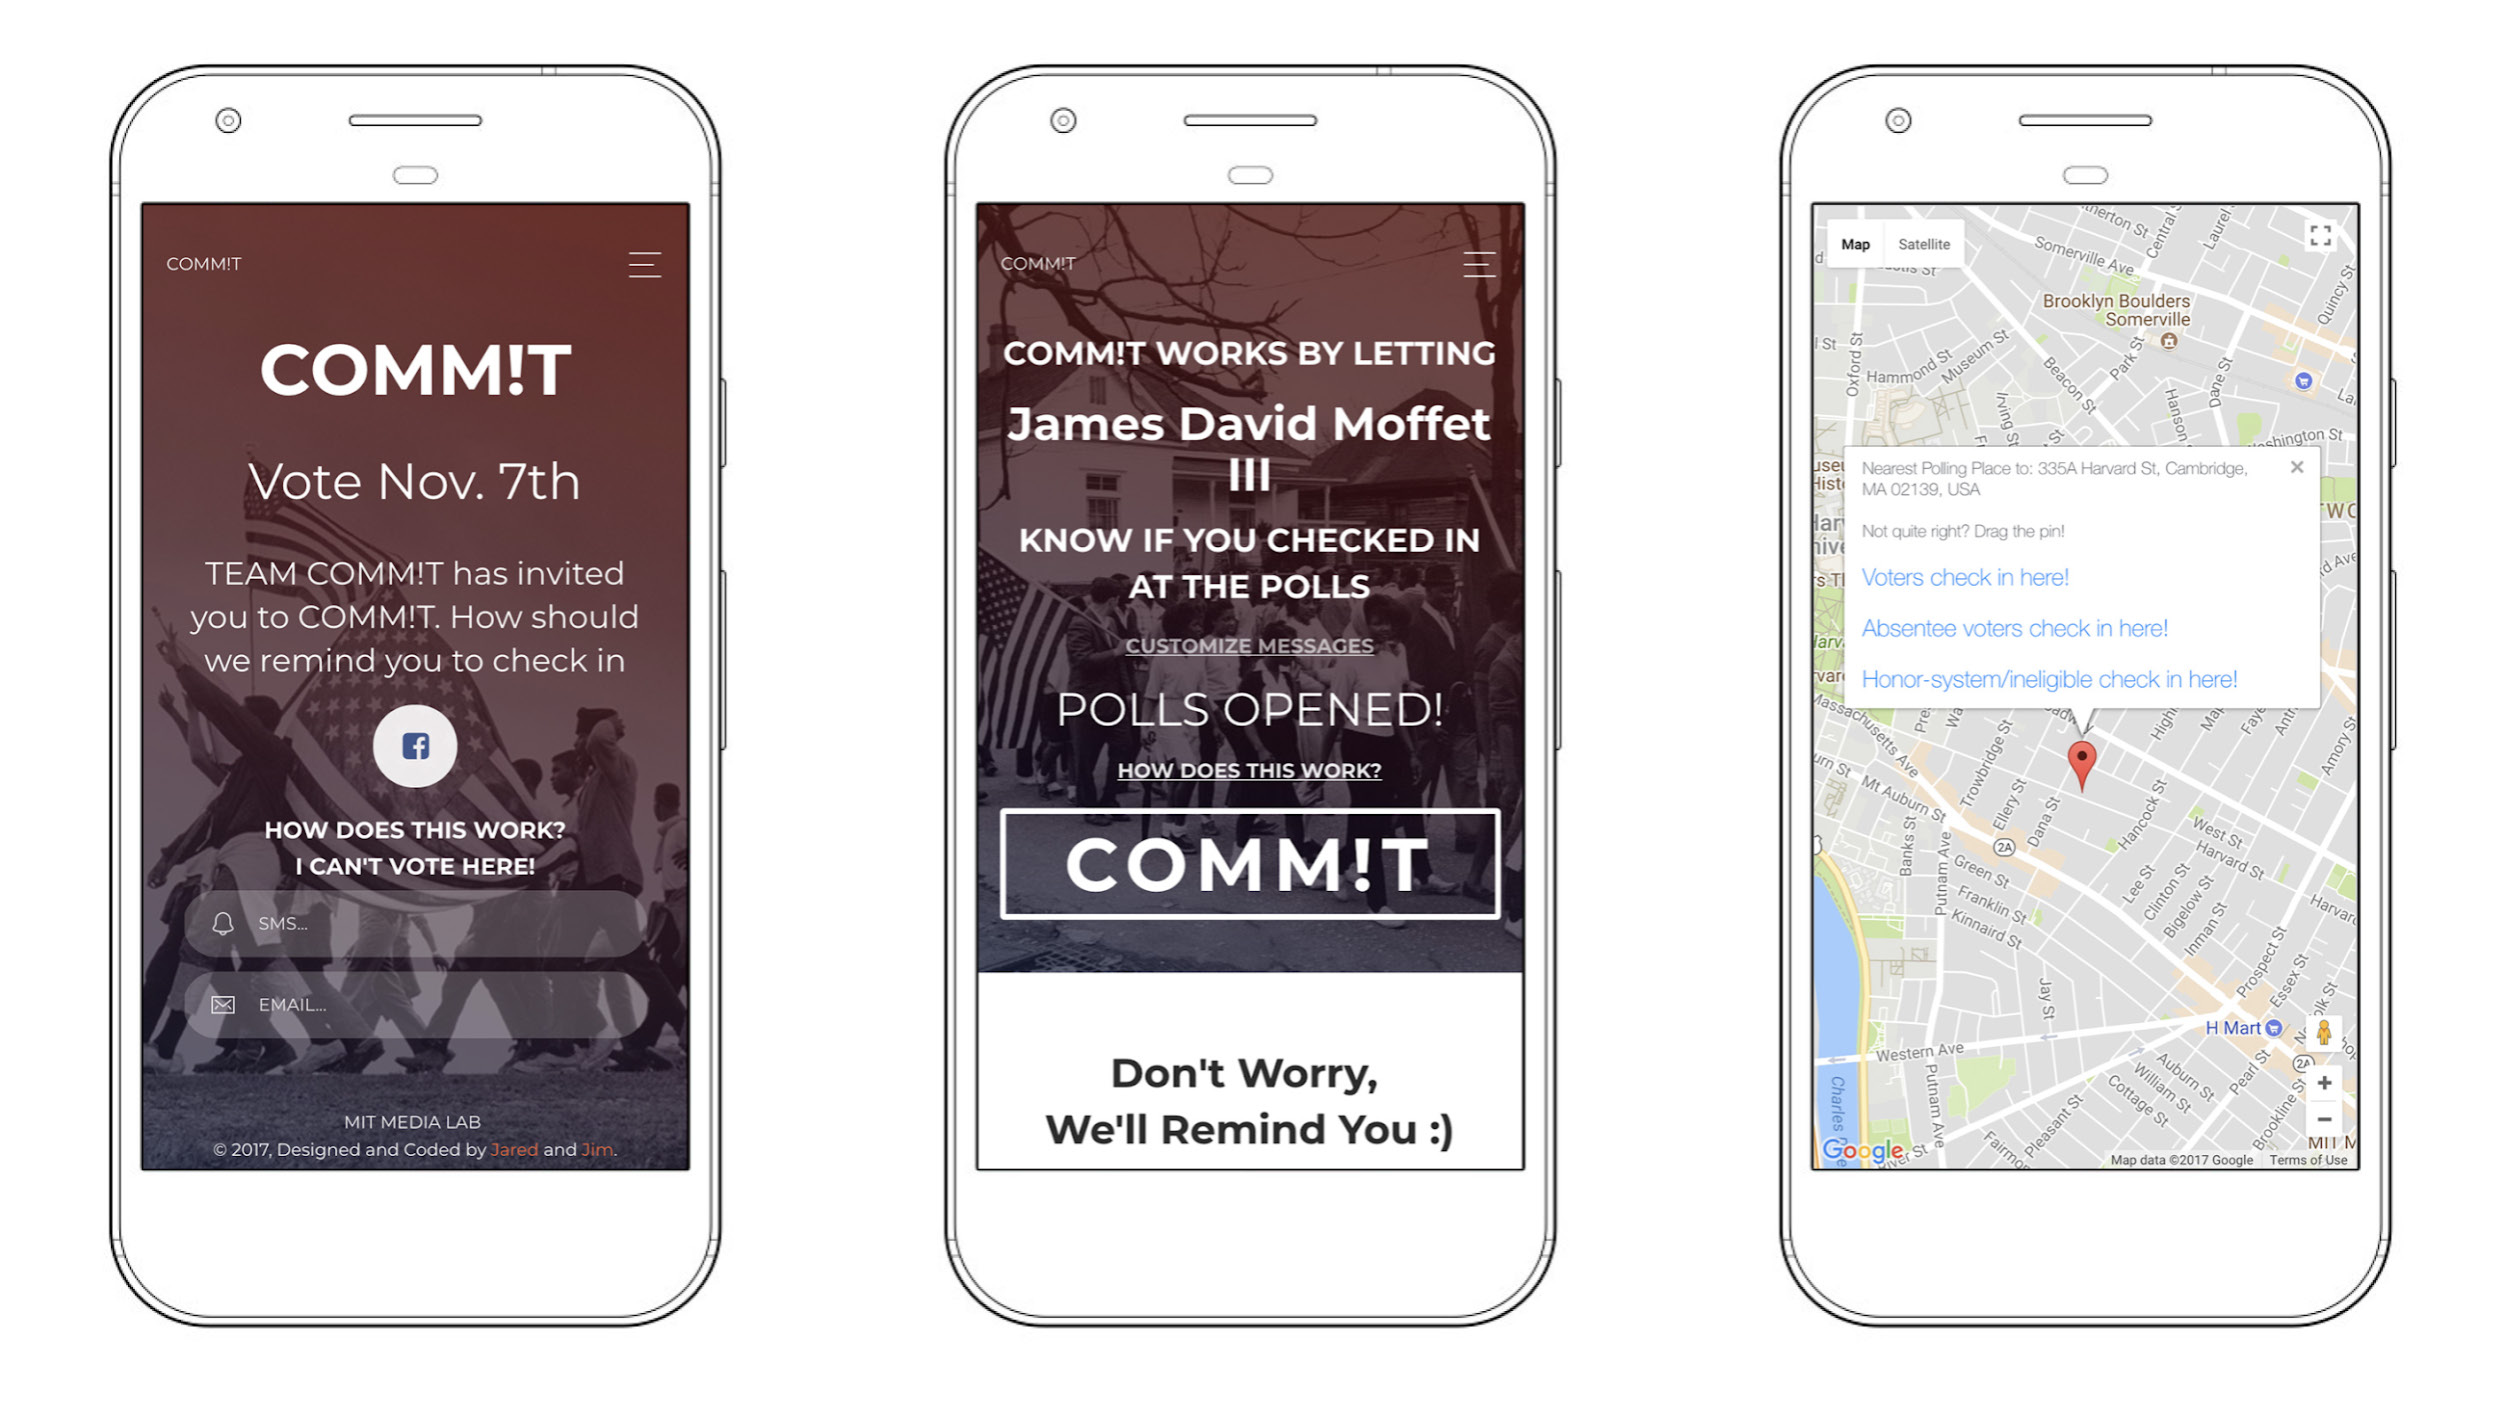 COMM!T
COMM!T
Vote Nov. 7th
TEAM COMM!T has invited
you to COMM!T. How should
we remind you to check in
HOW DOES THIS WORK?
I CAN'T VOTE HERE!
SMS...
EMAIL...
MIT MEDIA LAB
© 2017, Designed and Coded by Jared and Jim.
COMM!T
COMM!T WORKS BY LETTING
James David Moffet
III
KNOW IF YOU CHECKED IN
AT THE POLLS
CUSTOMIZE MESSAGES
POLLS OPENED!
HOW DOES THIS WORK?
COMM!T
Don't Worry,
We'll Remind You :)
Map Satellite
Central
Laurel
Somerville Ave
Quincy St
Brooklyn Boulders
Somerville
Oxford St
Hammond St
Museum St
Beacon St
Park St
Dane St
Irving St
Hanson
Nearest Polling Place to: 335A Harvard St, Cambridge,
MA 02139, USA
Not quite right? Drag the pin!
Voters check in here!
Absentee voters check in here!
Honor-system/ineligible check in here!
Massachusetts Ave
Mt Auburn St
Trowbridge St
Ellery St
Dana St
Hancock St
Amory St
West St
Harvard St
2A
Banks St
Putnam Ave
Green St
Franklin St
Kinnaird St
Lee St
Clinton St
Bigelow St
Inman St
Prospect St
Essex St
Jay St
H Mart
2A
Western Ave
Putnam Ave
Auburn St
William St
Cottage St
Pearl St
Brookline St
Pleasant St
Charles
River St
Google
Map data ©2017 Google Terms of Use